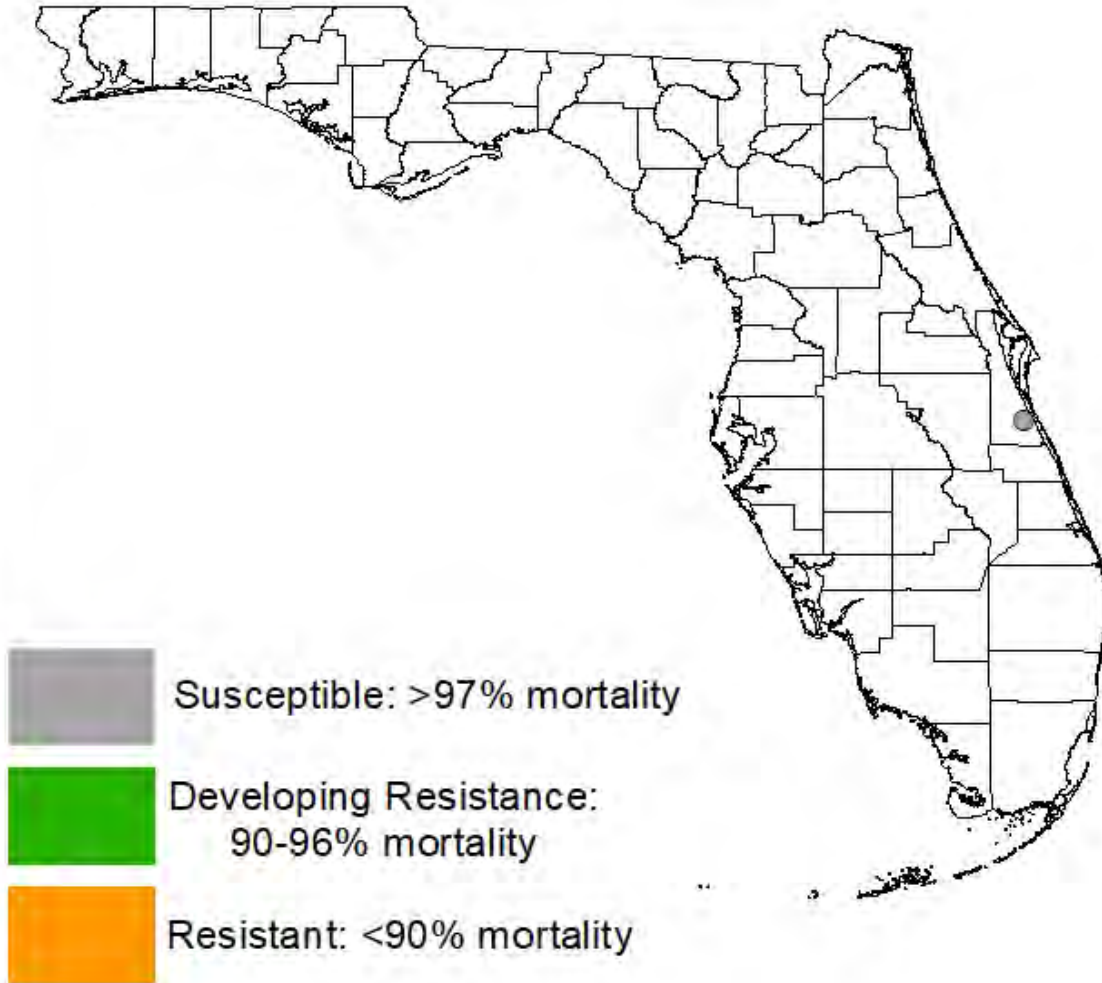 Susceptible: >97% mortality
Developing Resistance:
90-96% mortality
Resistant: <90% mortality